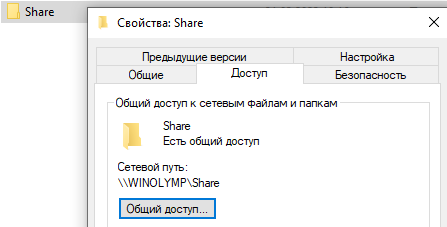 Share
Свойства: Share
Предыдущие версии
Настройка
Общие
Доступ
Безопасность
Общий доступ к сетевым файлам и папкам
Share
Есть общий доступ
Сетевой путь:
\\WINOLYMP\Share
Общий доступ...